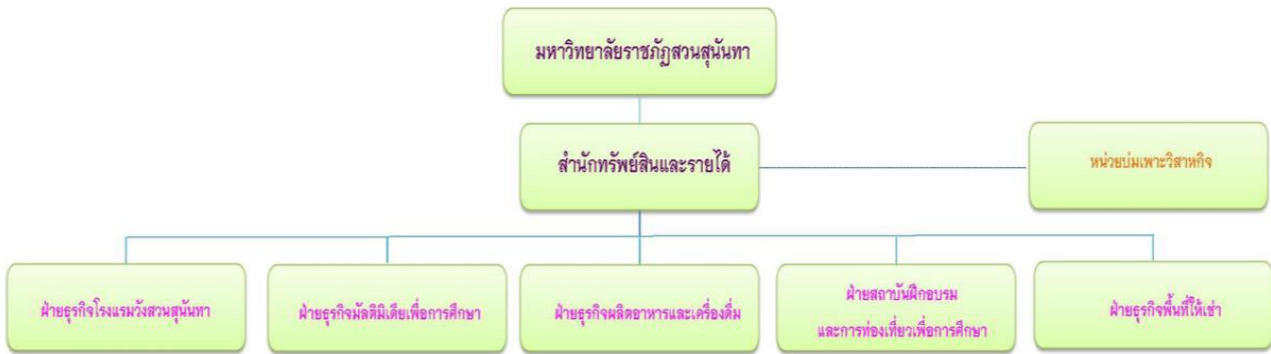 มหาวิทยาลัยราชภัฏสวนสุนันทา
สำนักทรัพย์สินและรายได้
หน่วยบ่มเพาะวิสาหกิจ
ฝ่ายธุรกิจโรงแรมวังสวนสุนันทา
ฝ่ายธุรกิจมัลติมิเดียเพื่อการศึกษา
ฝ่ายธุรกิจผลิตอาหารและเครื่องดื่ม
ฝ่ายสถาบันฝึกอบรม
และการท่องเที่ยวเพื่อการศึกษา
ฝ่ายธุรกิจพื้นที่ให้เช่า